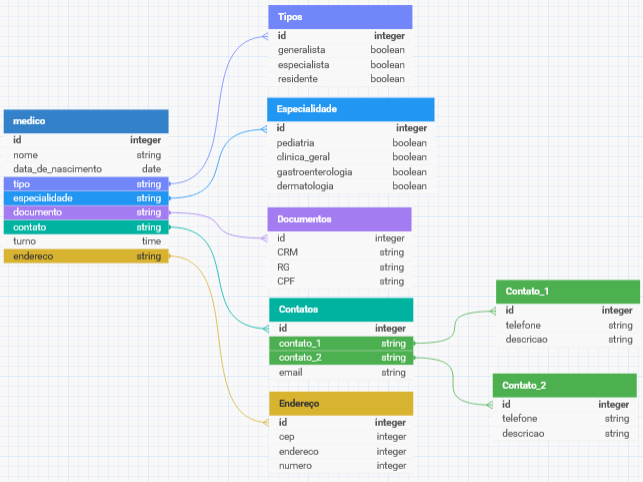 medico
id integer
nome string
data_de_nascimento date
tipo string
especialidade string
documento string
contato string
turno time
endereco string
Tipos
id integer
generalista boolean
especialista boolean
residente boolean
Especialidade
id integer
pediatria boolean
clinica_geral boolean
gastroenterologia boolean
dermatologia boolean
Documentos
id integer
CRM string
RG string
CPF string
Contatos
id integer
contato_1 string
contato_2 string
email string
Endereço
id integer
cep integer
endereco integer
numero integer
Contato_1
id integer
telefone string
descricao string
Contato_2
id integer
telefone string
descricao string